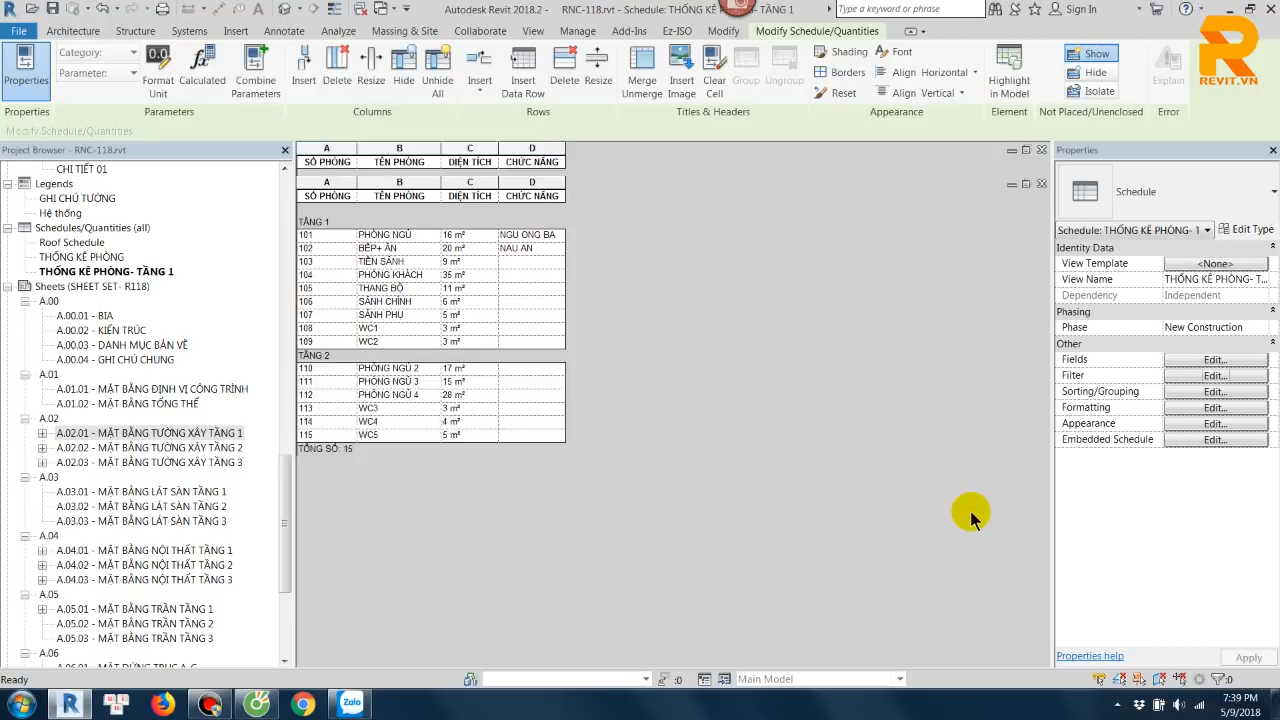 Autodesk Revit 2018.2 - RNC-118.rvt - Schedule: THỐNG KÊ PHÒNG- TẦNG 1
Type a keyword or phrase
Sign In
File Architecture Structure Systems Insert Annotate Analyze Massing & Site Collaborate View Manage Add-Ins Ez-ISO Modify Modify Schedule/Quantities
REVIT.VN
Properties
Category:
Parameter:
Format Unit
Calculated
Combine Parameters
Insert Delete Resize Hide Unhide All
Insert
Insert Data Row
Delete Resize
Merge Unmerge
Insert Image
Clear Cell
Group Ungroup
Shading
Borders
Reset
Font
Align Horizontal
Align Vertical
Highlight in Model
Show
Hide
Isolate
Explain
Parameters Columns Rows Titles & Headers Appearance Element Not Placed/Unenclosed Error
Modify Schedule/Quantities
Project Browser - RNC-118.rvt
CHI TIẾT 01
Legends
GHI CHÚ TƯỜNG
Hệ thống
Schedules/Quantities (all)
Roof Schedule
THỐNG KÊ PHÒNG
THỐNG KÊ PHÒNG- TẦNG 1
Sheets (SHEET SET- R118)
A.00
A.00.01 - BIA
A.00.02 - KIẾN TRÚC
A.00.03 - DANH MỤC BẢN VẼ
A.00.04 - GHI CHÚ CHUNG
A.01
A.01.01 - MẶT BẰNG ĐỊNH VỊ CÔNG TRÌNH
A.01.02 - MẶT BẰNG TỔNG THỂ
A.02
A.02.01 - MẶT BẰNG TƯỜNG XÂY TẦNG 1
A.02.02 - MẶT BẰNG TƯỜNG XÂY TẦNG 2
A.02.03 - MẶT BẰNG TƯỜNG XÂY TẦNG 3
A.03
A.03.01 - MẶT BẰNG LÁT SÀN TẦNG 1
A.03.02 - MẶT BẰNG LÁT SÀN TẦNG 2
A.03.03 - MẶT BẰNG LÁT SÀN TẦNG 3
A.04
A.04.01 - MẶT BẰNG NỘI THẤT TẦNG 1
A.04.02 - MẶT BẰNG NỘI THẤT TẦNG 2
A.04.03 - MẶT BẰNG NỘI THẤT TẦNG 3
A.05
A.05.01 - MẶT BẰNG TRẦN TẦNG 1
A.05.02 - MẶT BẰNG TRẦN TẦNG 2
A.05.03 - MẶT BẰNG TRẦN TẦNG 3
A.06
A B C D
SỐ PHÒNG TÊN PHÒNG DIỆN TÍCH CHỨC NĂNG
A B C D
SỐ PHÒNG TÊN PHÒNG DIỆN TÍCH CHỨC NĂNG
TẦNG 1
101 PHÒNG NGỦ 16 m² NGU ONG BA
102 BẾP+ ĂN 20 m² NAU AN
103 TIỀN SẢNH 9 m²
104 PHÒNG KHÁCH 35 m²
105 THANG BỘ 11 m²
106 SẢNH CHÍNH 6 m²
107 SẢNH PHỤ 5 m²
108 WC1 3 m²
109 WC2 3 m²
TẦNG 2
110 PHÒNG NGỦ 2 17 m²
111 PHÒNG NGỦ 3 15 m²
112 PHÒNG NGỦ 4 28 m²
113 WC3 3 m²
114 WC4 4 m²
115 WC5 5 m²
TỔNG SỐ: 15
Properties
Schedule
Schedule: THỐNG KÊ PHÒNG- 1 Edit Type
Identity Data
View Template <None>
View Name THỐNG KÊ PHÒNG- T...
Dependency Independent
Phasing
Phase New Construction
Other
Fields Edit...
Filter Edit...
Sorting/Grouping Edit...
Formatting Edit...
Appearance Edit...
Embedded Schedule Edit...
Properties help Apply
Ready :0 Main Model :0
Zalo
7:39 PM
5/9/2018